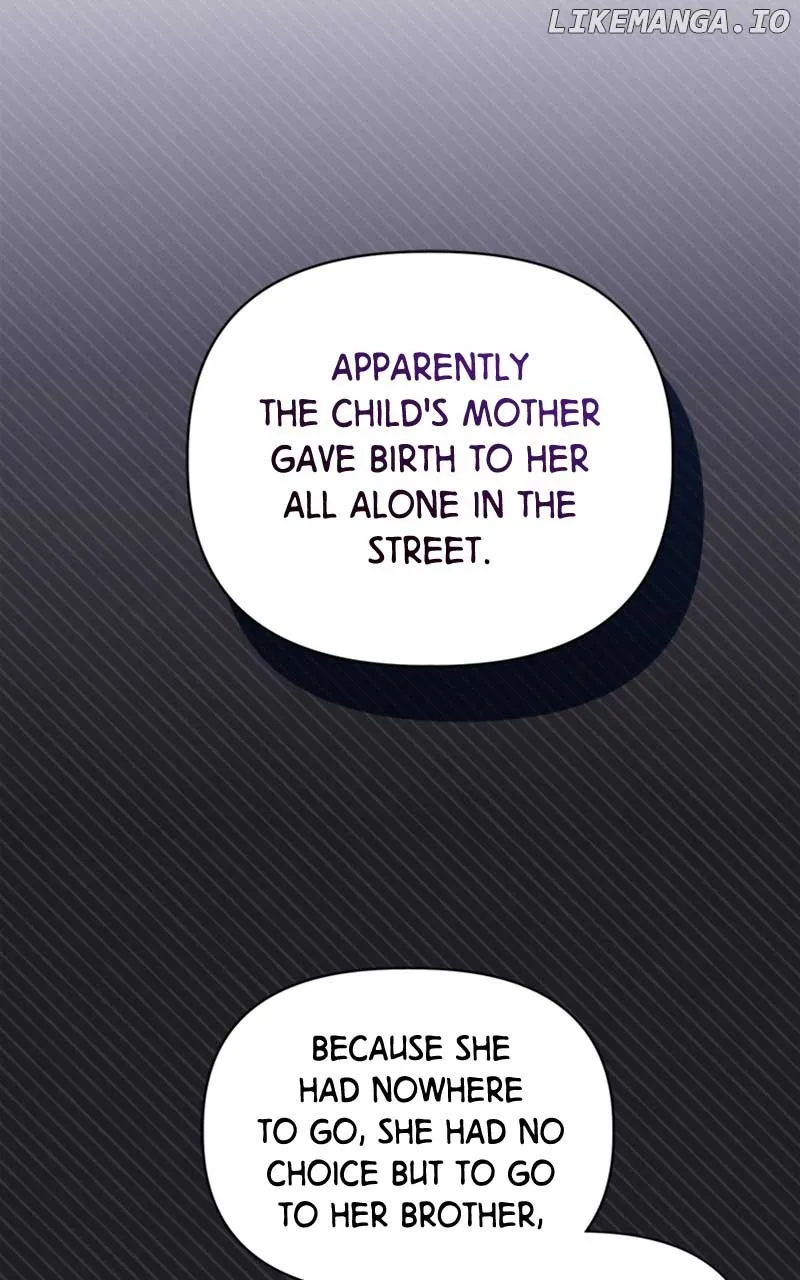 LIKEMANGA.IO
APPARENTLY
THE CHILD'S MOTHER
GAVE BIRTH TO HER
ALL ALONE IN THE
STREET.
BECAUSE SHE
HAD NOWHERE
TO GO, SHE HAD NO
CHOICE BUT TO GO
TO HER BROTHER,